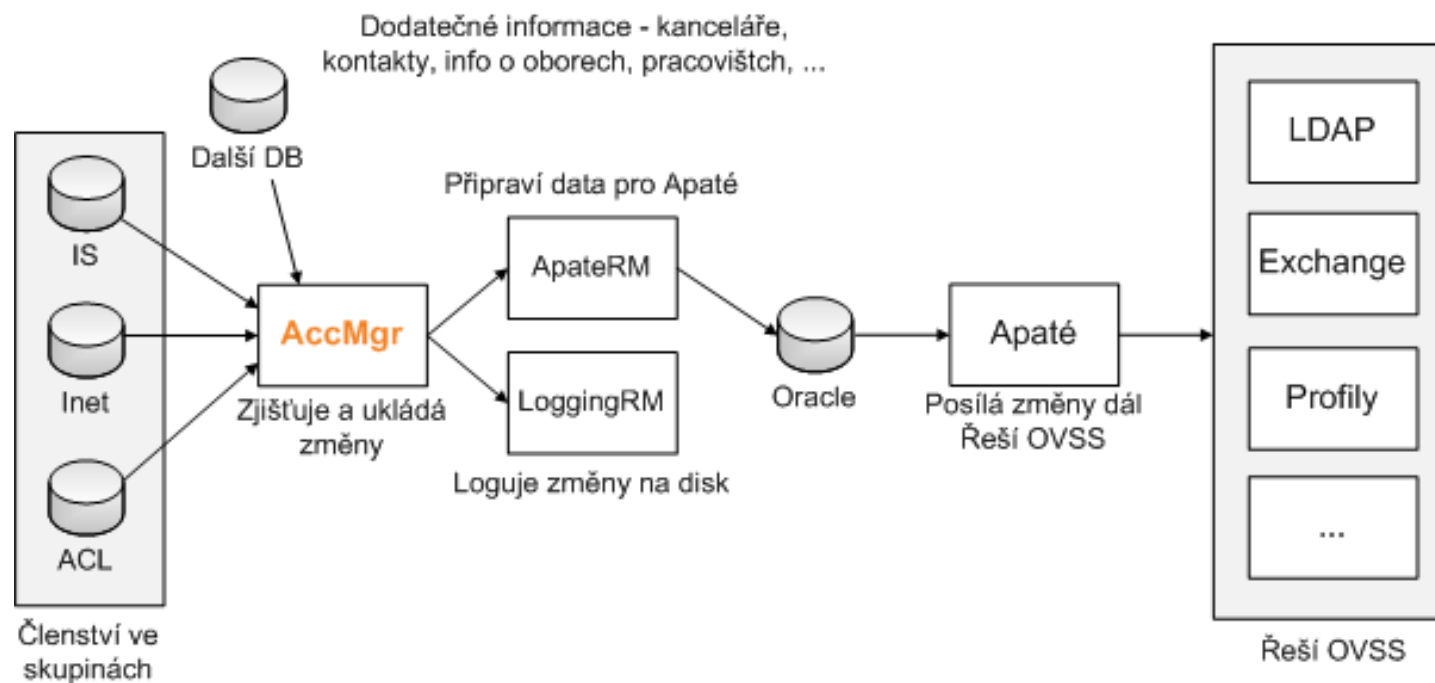 Dodatečné informace - kanceláře,
kontakty, info o oborech, pracovištch, ...
Další DB
IS
Inet
ACL
Členství ve
skupinách
AccMgr
Zjišťuje a ukládá
změny
Připraví data pro Apaté
ApateRM
LoggingRM
Loguje změny na disk
Oracle
Apaté
Posílá změny dál
Řeší OVSS
LDAP
Exchange
Profily
...
Řeší OVSS